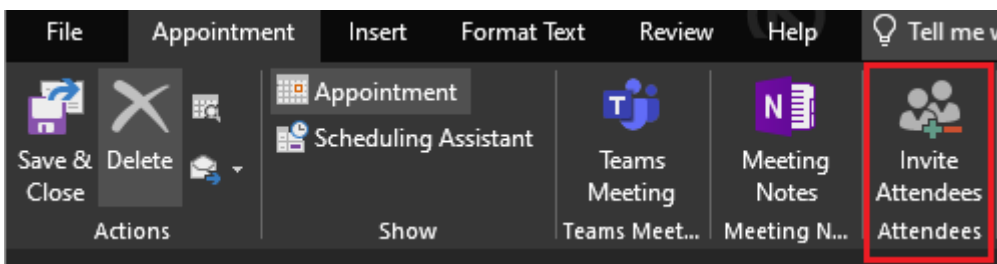 File Appointment Insert Format Text Review Help Tell me
Appointment
Scheduling Assistant
Save & Close
Delete
Teams
Meeting
Meeting
Notes
Invite
Attendees
Actions Show Teams Meet... Meeting N... Attendees